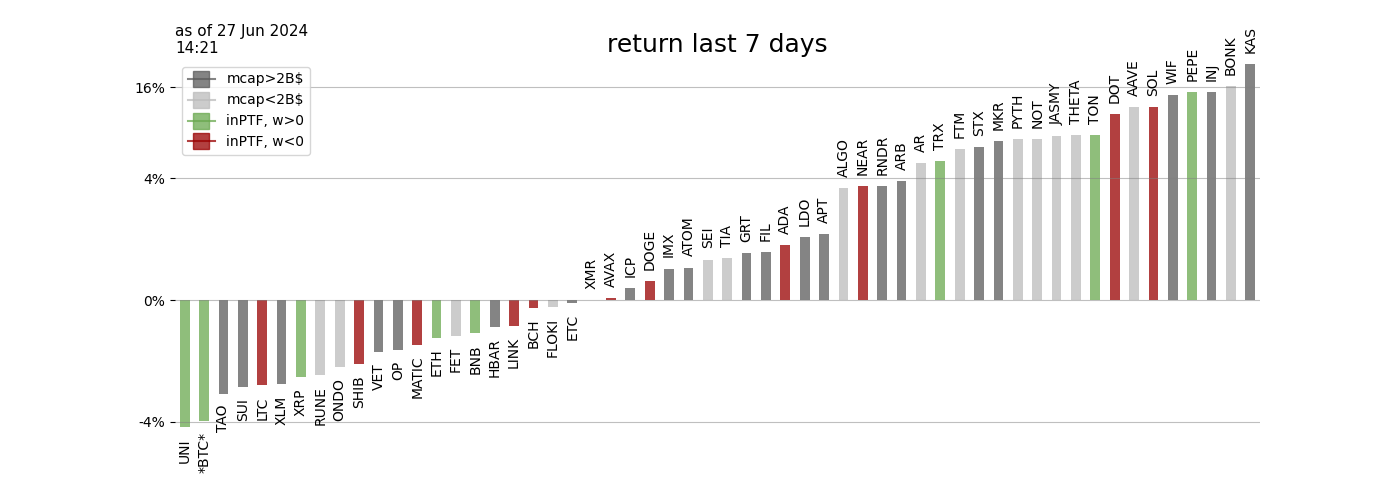 as of 27 Jun 2024
14:21
return last 7 days
mcap>2B$
mcap<2B$
inPTF, w>0
inPTF, w<0
16%
4%
0%
-4%
UNI
*BTC*
TAO
SUI
LTC
XLM
XRP
RUNE
ONDO
SHIB
VET
OP
MATIC
ETH
FET
BNB
HBAR
LINK
BCH
FLOKI
ETC
XMR
AVAX
ICP
DOGE
IMX
ATOM
SEI
TIA
GRT
FIL
ADA
LDO
APT
ALGO
NEAR
RNDR
ARB
AR
TRX
FTM
STX
MKR
PYTH
NOT
JASMY
THETA
TON
DOT
AAVE
SOL
WIF
PEPE
INJ
BONK
KAS